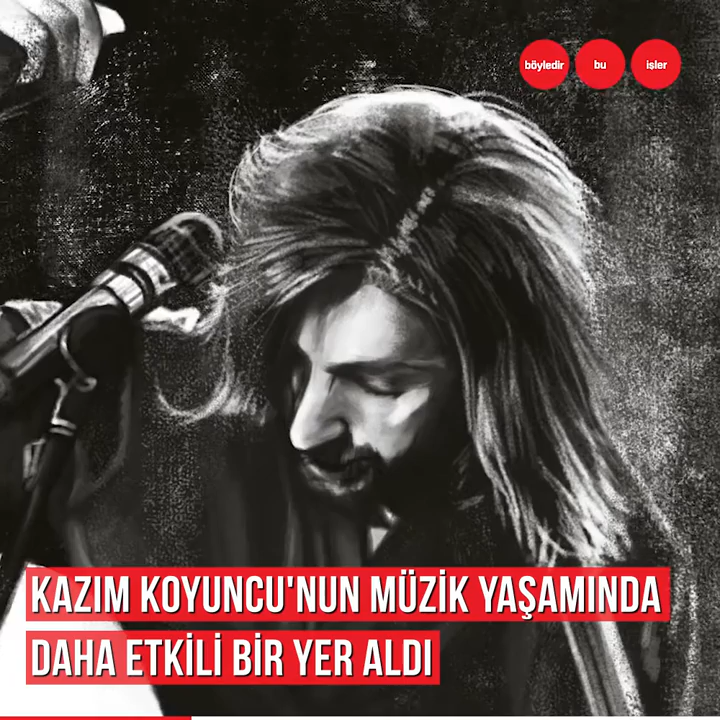 böyledir bu işler
KAZIM KOYUNCU'NUN MÜZİK YAŞAMINDA
DAHA ETKİLİ BİR YER ALDI